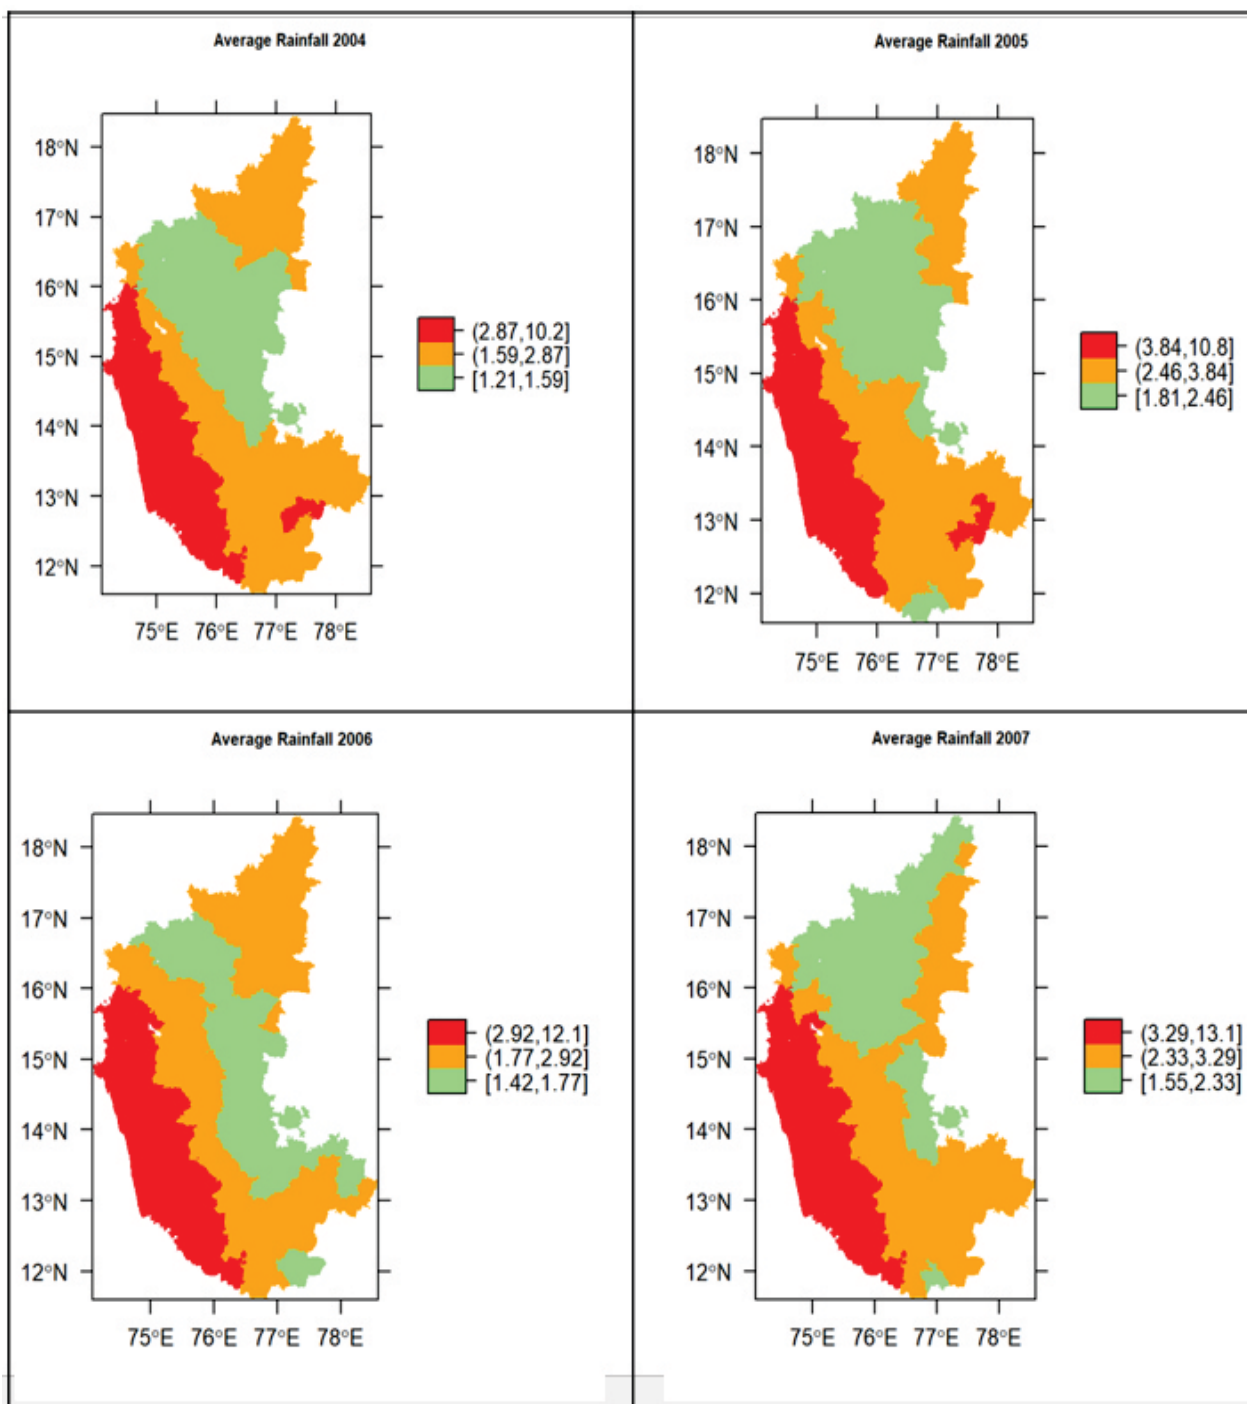 Average Rainfall 2004
18°N
17°N
16°N
15°N
14°N
13°N
12°N
75°E 76°E 77°E 78°E
(2.87,10.2]
(1.59,2.87]
[1.21,1.59]
Average Rainfall 2005
18°N
17°N
16°N
15°N
14°N
13°N
12°N
75°E 76°E 77°E 78°E
(3.84,10.8]
(2.46,3.84]
[1.81,2.46]
Average Rainfall 2006
18°N
17°N
16°N
15°N
14°N
13°N
12°N
75°E 76°E 77°E 78°E
(2.92,12.1]
(1.77,2.92]
[1.42,1.77]
Average Rainfall 2007
18°N
17°N
16°N
15°N
14°N
13°N
12°N
75°E 76°E 77°E 78°E
(3.29,13.1]
(2.33,3.29]
[1.55,2.33]